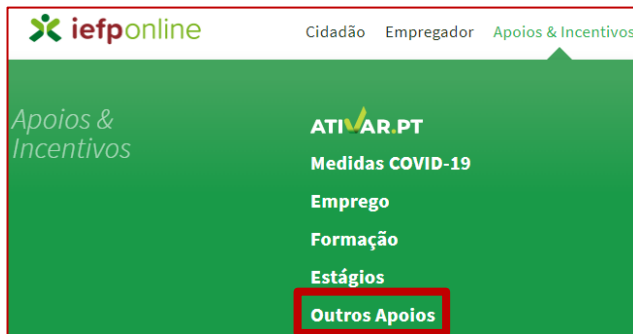 iefponline
Cidadão Empregador Apoios & Incentivos
Apoios &
Incentivos
ATIVAR.PT
Medidas COVID-19
Emprego
Formação
Estágios
Outros Apoios